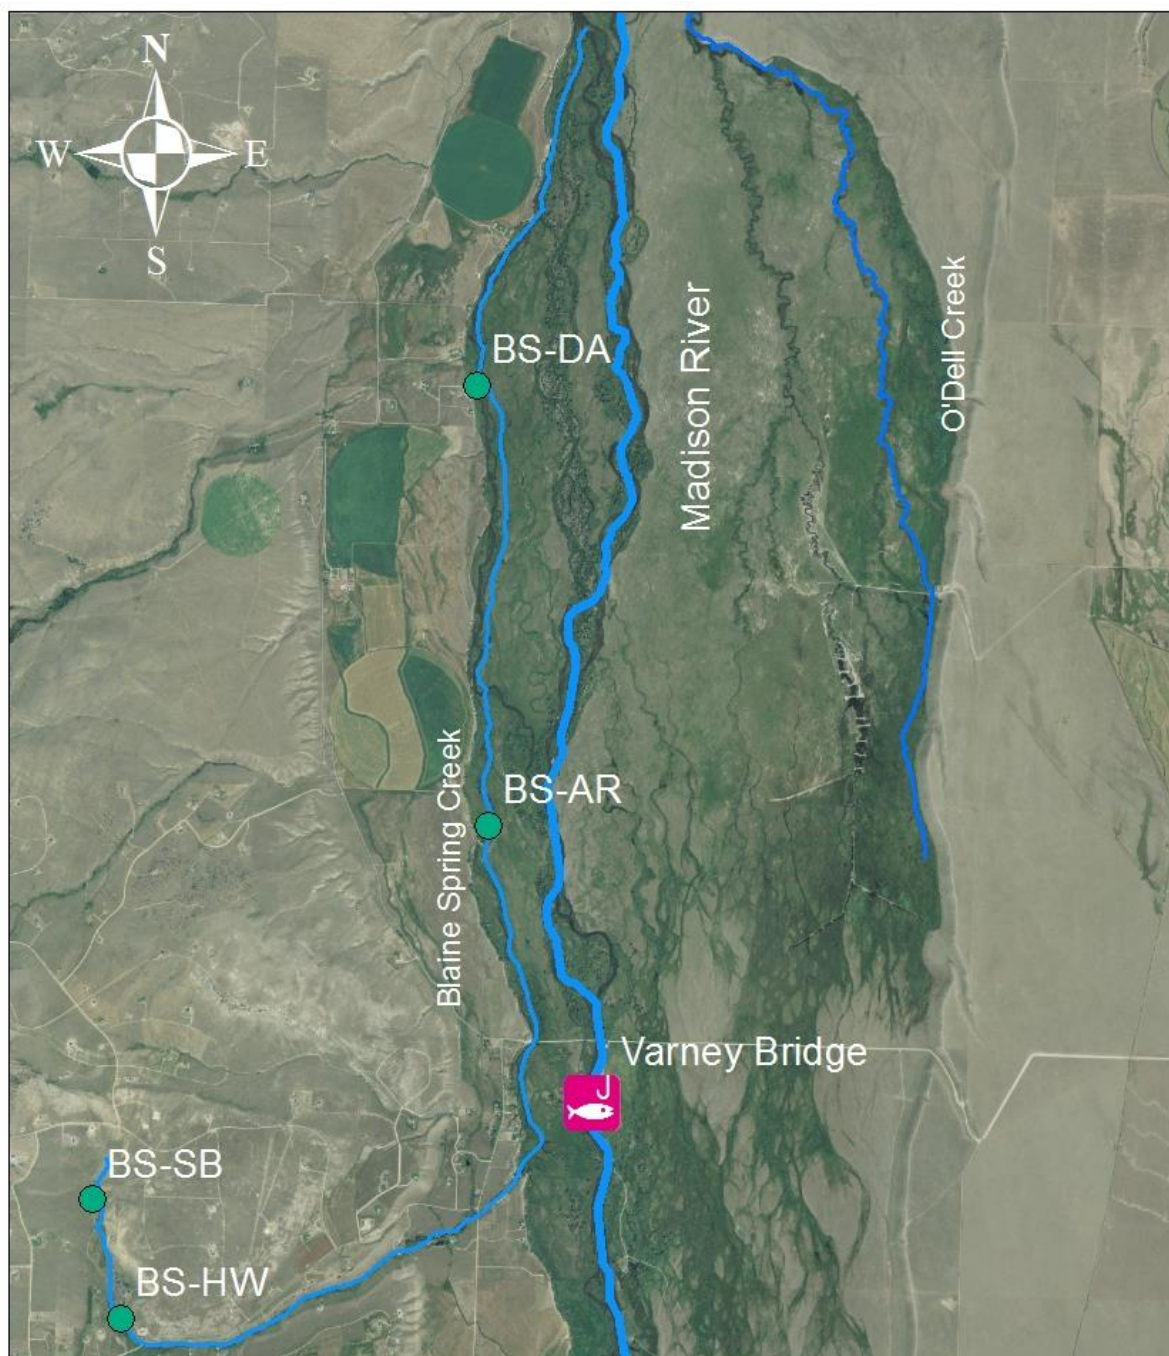 N
W
E
S
BS-DA
Madison River
O'Dell Creek
BS-AR
Blaine Spring Creek
Varney Bridge
BS-SB
BS-HW